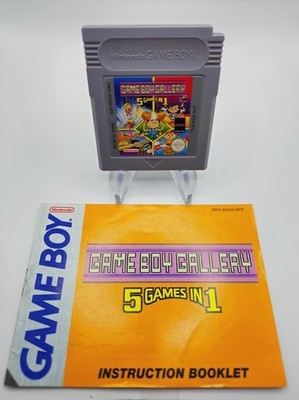 Nintendo GAME BOY
GAME BOY GALLERY
5 GAMES IN 1
Nintendo
GAME BOY
GAME BOY GALLERY
5 GAMES IN 1
INSTRUCTION BOOKLET